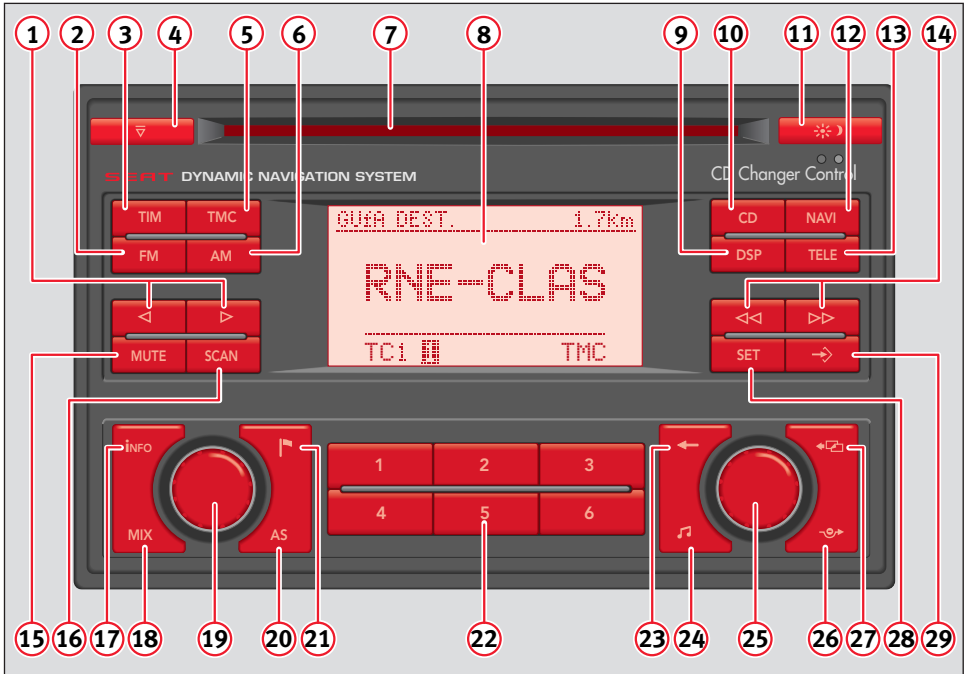 1 2 3 4 5 6 7 8 9 10 11 12 13 14
SEAT DYNAMIC NAVIGATION SYSTEM
CD Changer Control
TIM TMC
FM AM
GUÍA DEST. 1.7km
RNE-CLAS
TC1 TMC
CD NAVI
DSP TELE
MUTE SCAN
SET
INFO
MIX AS
1 2 3
4 5 6
15 16 17 18 19 20 21 22 23 24 25 26 27 28 29